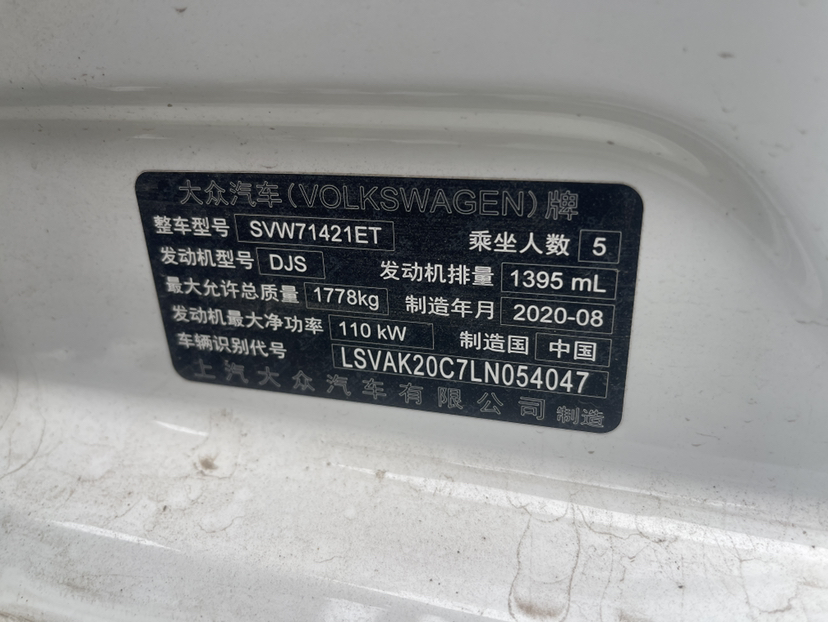 大众汽车(VOLKSWAGEN)牌
整车型号 SVW71421ET 乘坐人数 5
发动机型号 DJS 发动机排量 1395 mL
最大允许总质量 1778kg 制造年月 2020-08
发动机最大净功率 110 kW 制造国 中国
车辆识别代号 LSVAK20C7LN054047
上汽大众汽车有限公司 制造